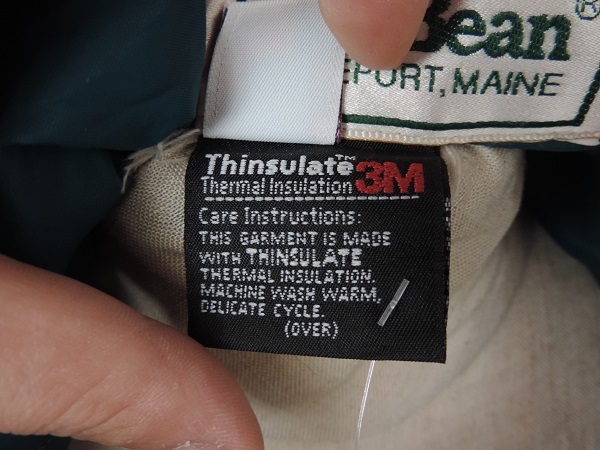 Bean®
EPORT, MAINE
Thinsulate™
Thermal Insulation 3M
Care Instructions:
THIS GARMENT IS MADE
WITH THINSULATE
THERMAL INSULATION.
MACHINE WASH WARM,
DELICATE CYCLE.
(OVER)